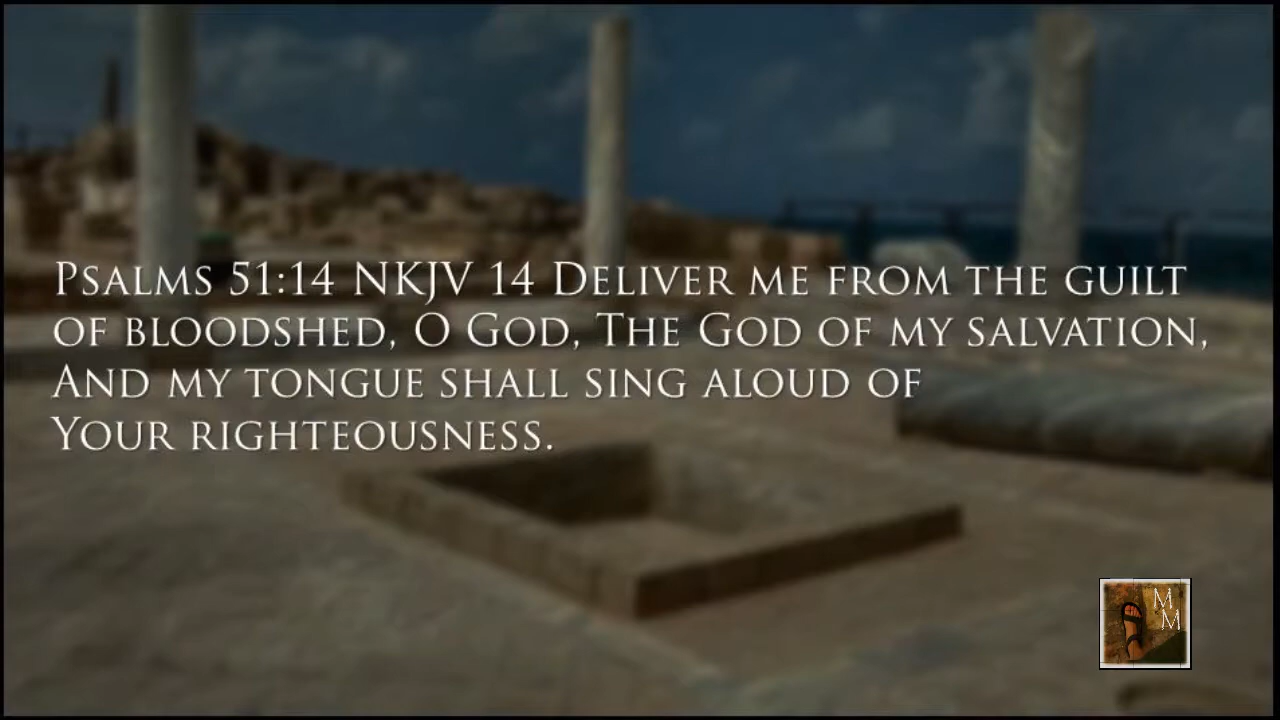 Psalms 51:14 NKJV 14 Deliver me from the guilt
of bloodshed, O God, The God of my salvation,
And my tongue shall sing aloud of
Your righteousness.
M
M